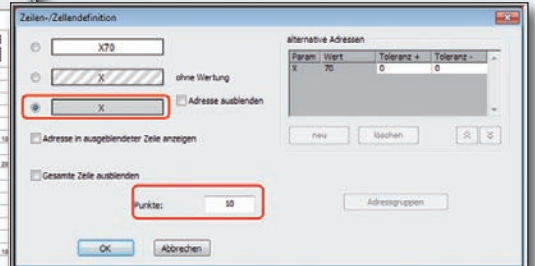 Zeilen-/Zellendefinition
X70
X
ohne Wertung
X
Adresse ausblenden
Adresse in ausgeblendeter Zeile anzeigen
Gesamte Zeile ausblenden
Punkte:
10
OK
Abbrechen
alternative Adressen
Param Wert Toleranz + Toleranz -
X 70 0 0
neu
löschen
Adressgruppen